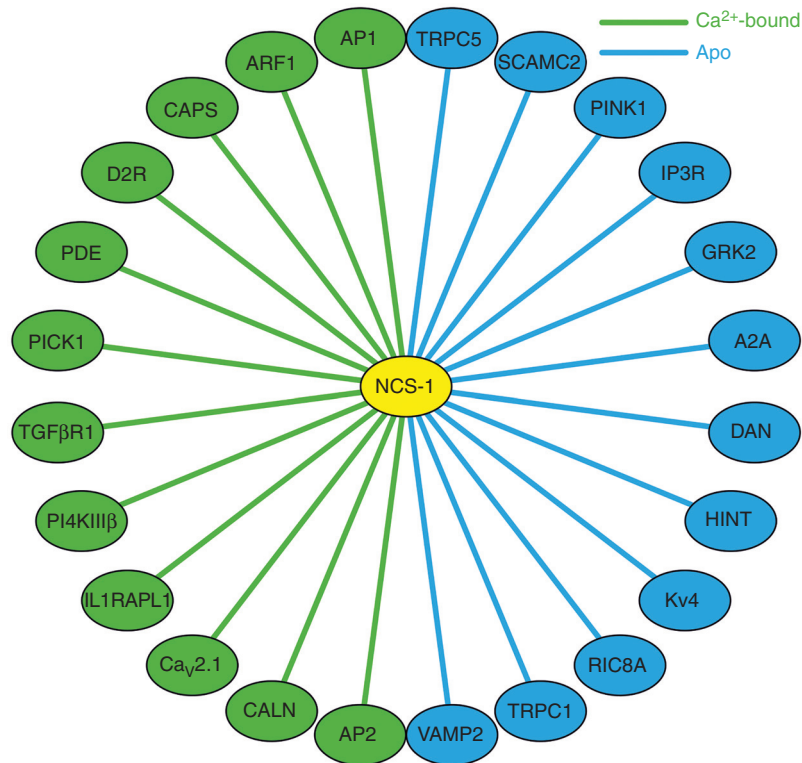 Ca²⁺-bound
Apo
AP1
TRPC5
ARF1
SCAMC2
CAPS
PINK1
D2R
IP3R
PDE
GRK2
PICK1
A2A
NCS-1
TGFβR1
DAN
PI4KIIIβ
HINT
IL1RAPL1
Kv4
CaV2.1
RIC8A
CALN
TRPC1
AP2
VAMP2